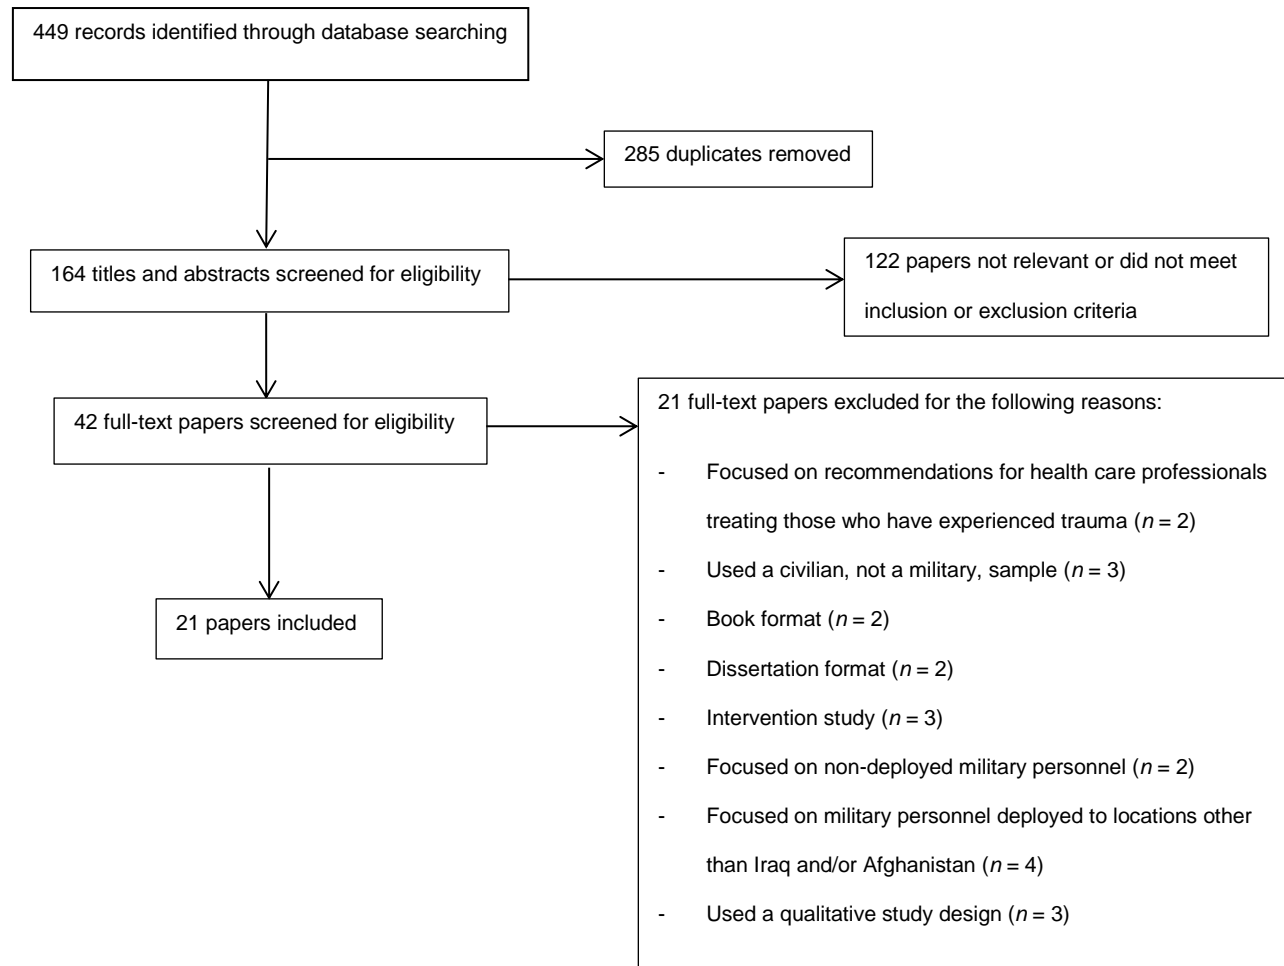 449 records identified through database searching
285 duplicates removed
164 titles and abstracts screened for eligibility
122 papers not relevant or did not meet
inclusion or exclusion criteria
42 full-text papers screened for eligibility
21 full-text papers excluded for the following reasons:
- Focused on recommendations for health care professionals
treating those who have experienced trauma (n = 2)
- Used a civilian, not a military, sample (n = 3)
- Book format (n = 2)
- Dissertation format (n = 2)
- Intervention study (n = 3)
- Focused on non-deployed military personnel (n = 2)
- Focused on military personnel deployed to locations other
than Iraq and/or Afghanistan (n = 4)
- Used a qualitative study design (n = 3)
21 papers included